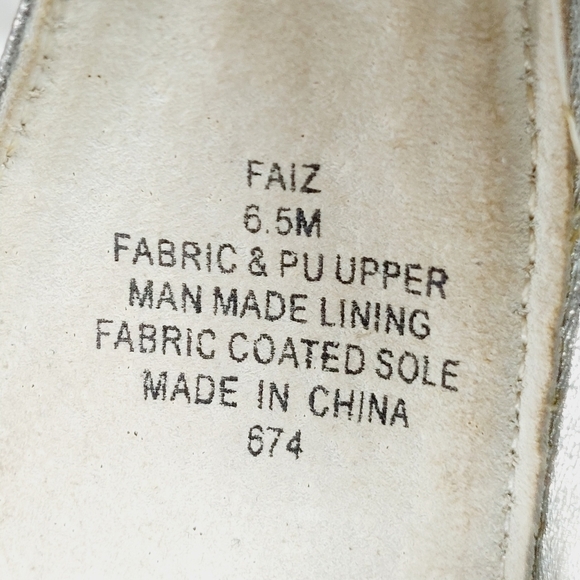 FAIZ
6.5M
FABRIC & PU UPPER
MAN MADE LINING
FABRIC COATED SOLE
MADE IN CHINA
674